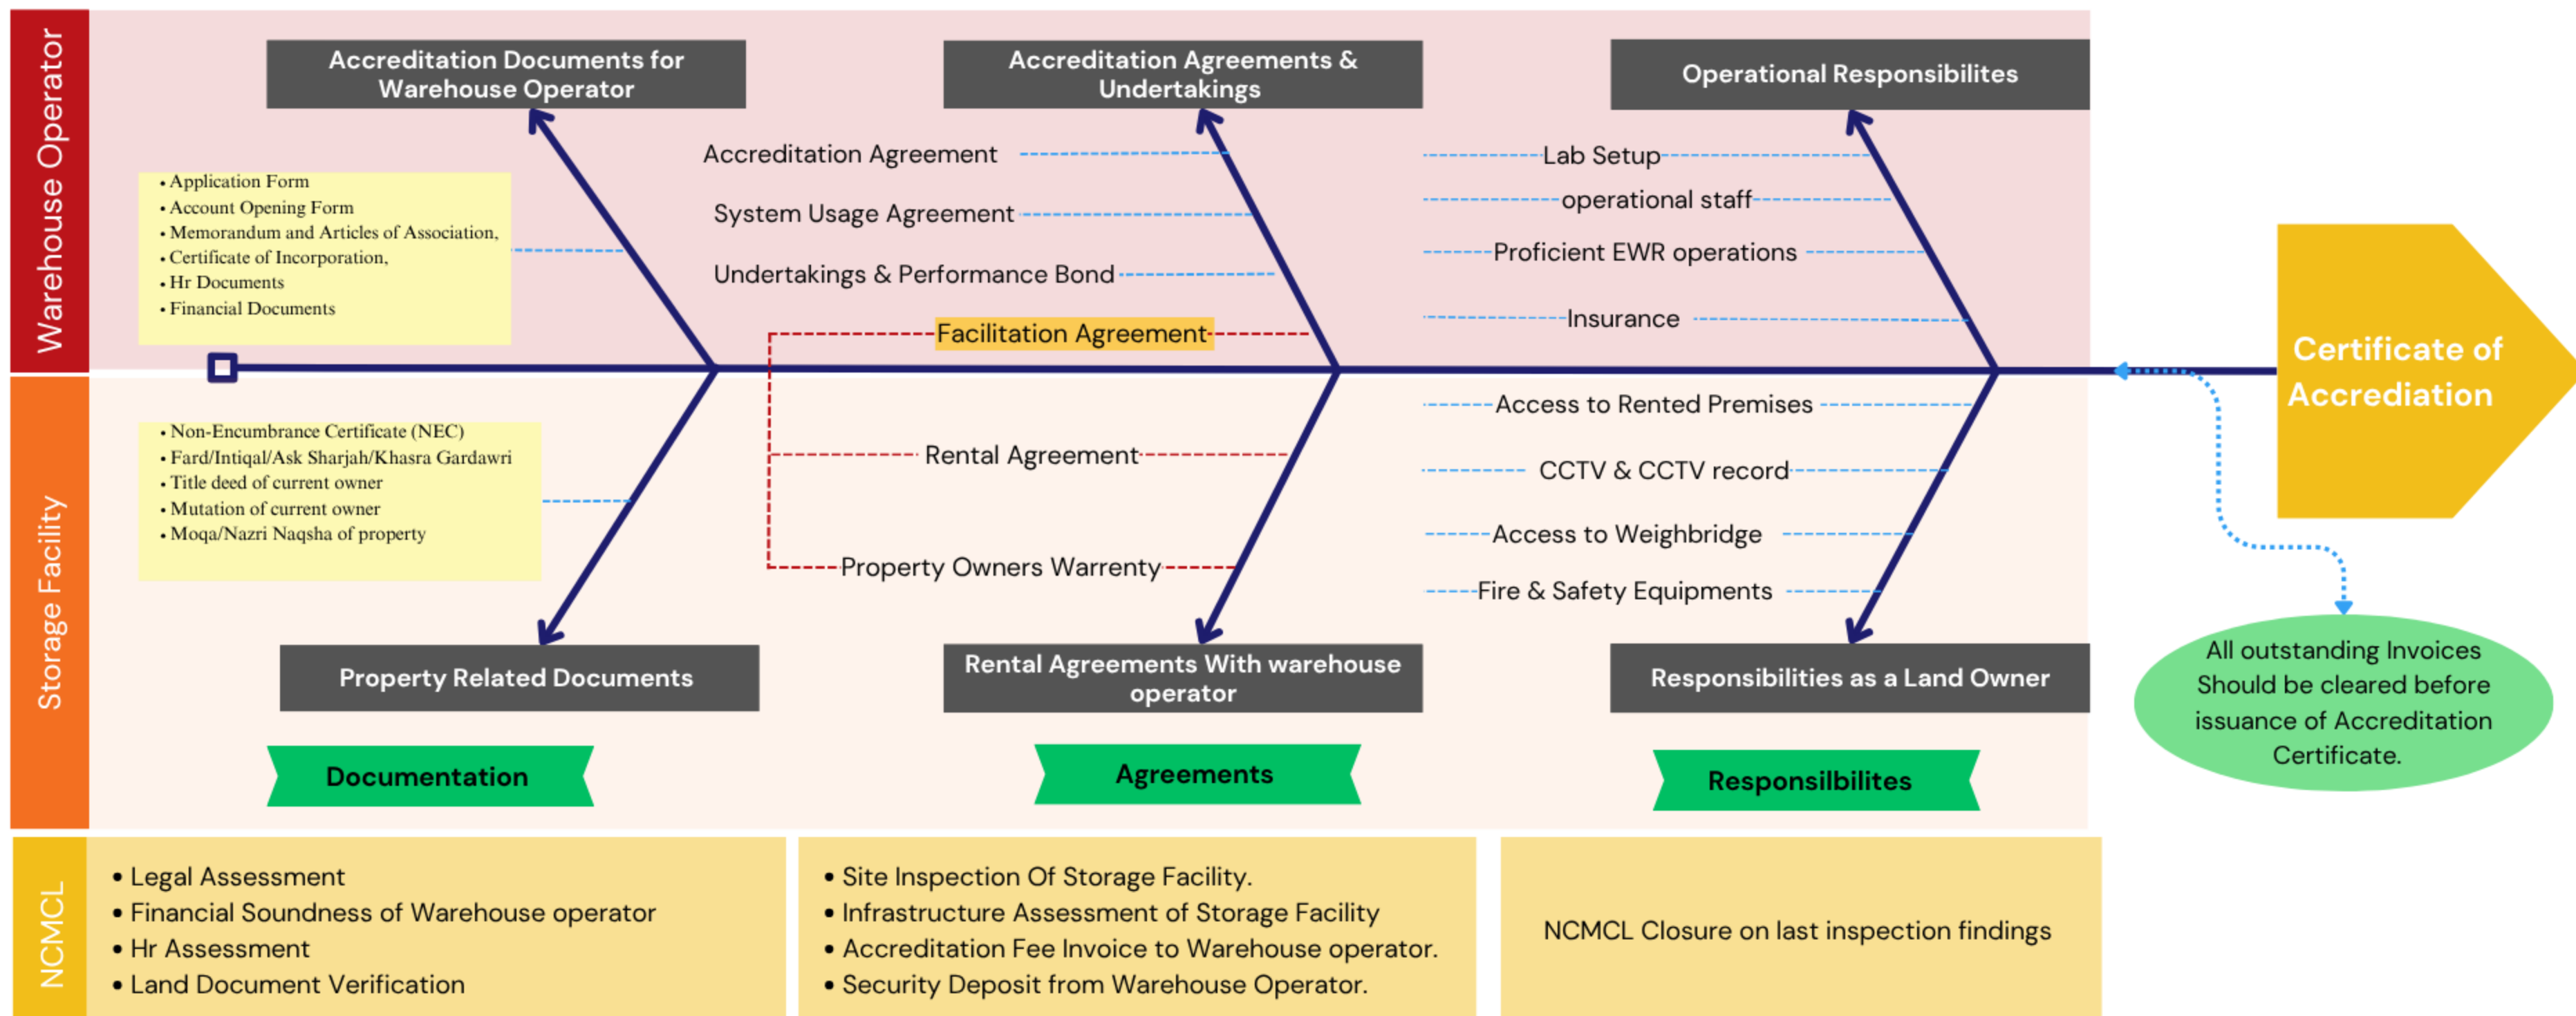 Warehouse Operator
Accreditation Documents for
Warehouse Operator
• Application Form
• Account Opening Form
• Memorandum and Articles of Association,
• Certificate of Incorporation,
• Hr Documents
• Financial Documents
Accreditation Agreements &
Undertakings
Accreditation Agreement
System Usage Agreement
Undertakings & Performance Bond
Facilitation Agreement
Operational Responsibilites
Lab Setup
operational staff
Proficient EWR operations
Insurance
Certificate of
Accrediation
Storage Facility
• Non-Encumbrance Certificate (NEC)
• Fard/Intiqal/Ask Sharjah/Khasra Gardawri
• Title deed of current owner
• Mutation of current owner
• Moqa/Nazri Naqsha of property
Property Related Documents
Rental Agreement
Property Owners Warrenty
Rental Agreements With warehouse
operator
Access to Rented Premises
CCTV & CCTV record
Access to Weighbridge
Fire & Safety Equipments
Responsibilities as a Land Owner
All outstanding Invoices
Should be cleared before
issuance of Accreditation
Certificate.
Documentation
Agreements
Responsilbilites
NCMCL
• Legal Assessment
• Financial Soundness of Warehouse operator
• Hr Assessment
• Land Document Verification
• Site Inspection Of Storage Facility.
• Infrastructure Assessment of Storage Facility
• Accreditation Fee Invoice to Warehouse operator.
• Security Deposit from Warehouse Operator.
NCMCL Closure on last inspection findings